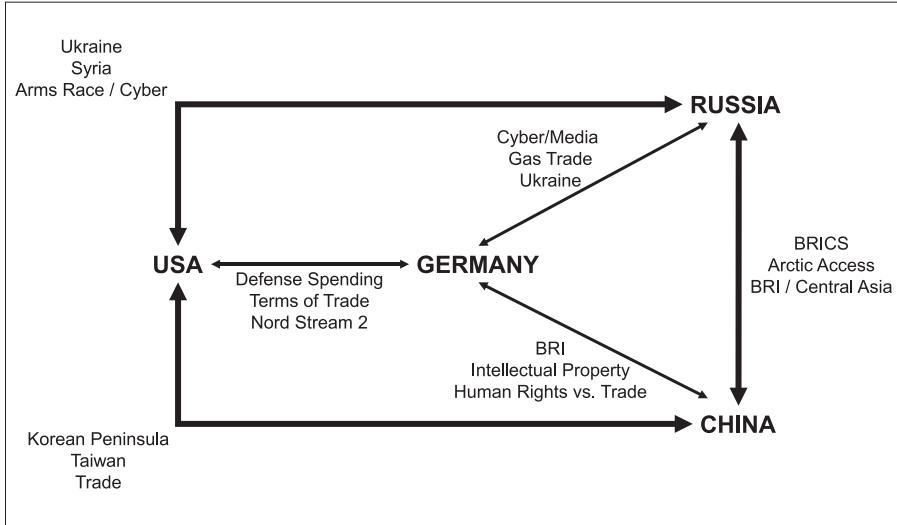 Ukraine
Syria
Arms Race / Cyber
RUSSIA
Cyber/Media
Gas Trade
Ukraine
USA
GERMANY
Defense Spending
Terms of Trade
Nord Stream 2
BRICS
Arctic Access
BRI / Central Asia
BRI
Intellectual Property
Human Rights vs. Trade
CHINA
Korean Peninsula
Taiwan
Trade